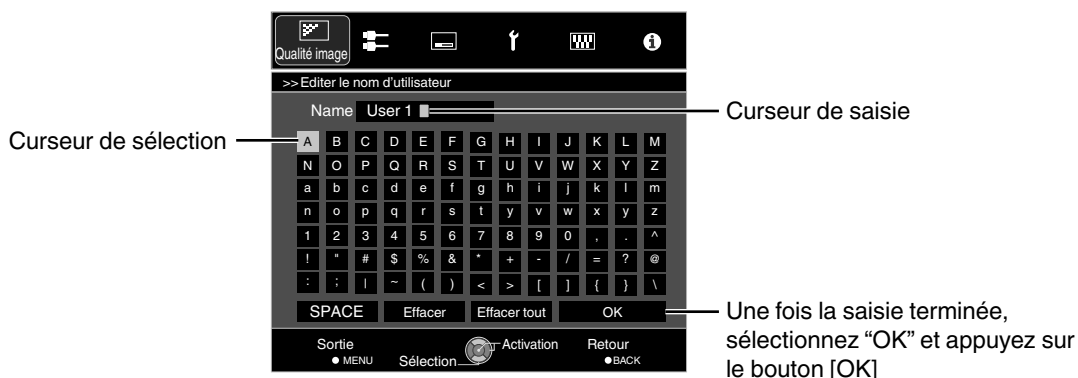 Qualité image
>>Editer le nom d'utilisateur
Name User 1
Curseur de saisie
Curseur de sélection
A B C D E F G H I J K L M
N O P Q R S T U V W X Y Z
a b c d e f g h i j k l m
n o p q r s t y v w x y z
1 2 3 4 5 6 7 8 9 0 , . ^
! " # $ % & * + - / = ? @
: ; | ~ ( ) < > [ ] { } \
SPACE Effacer Effacer tout OK
Une fois la saisie terminée,
sélectionnez “OK” et appuyez sur
le bouton [OK]
Sortie Activation Retour
MENU Sélection BACK